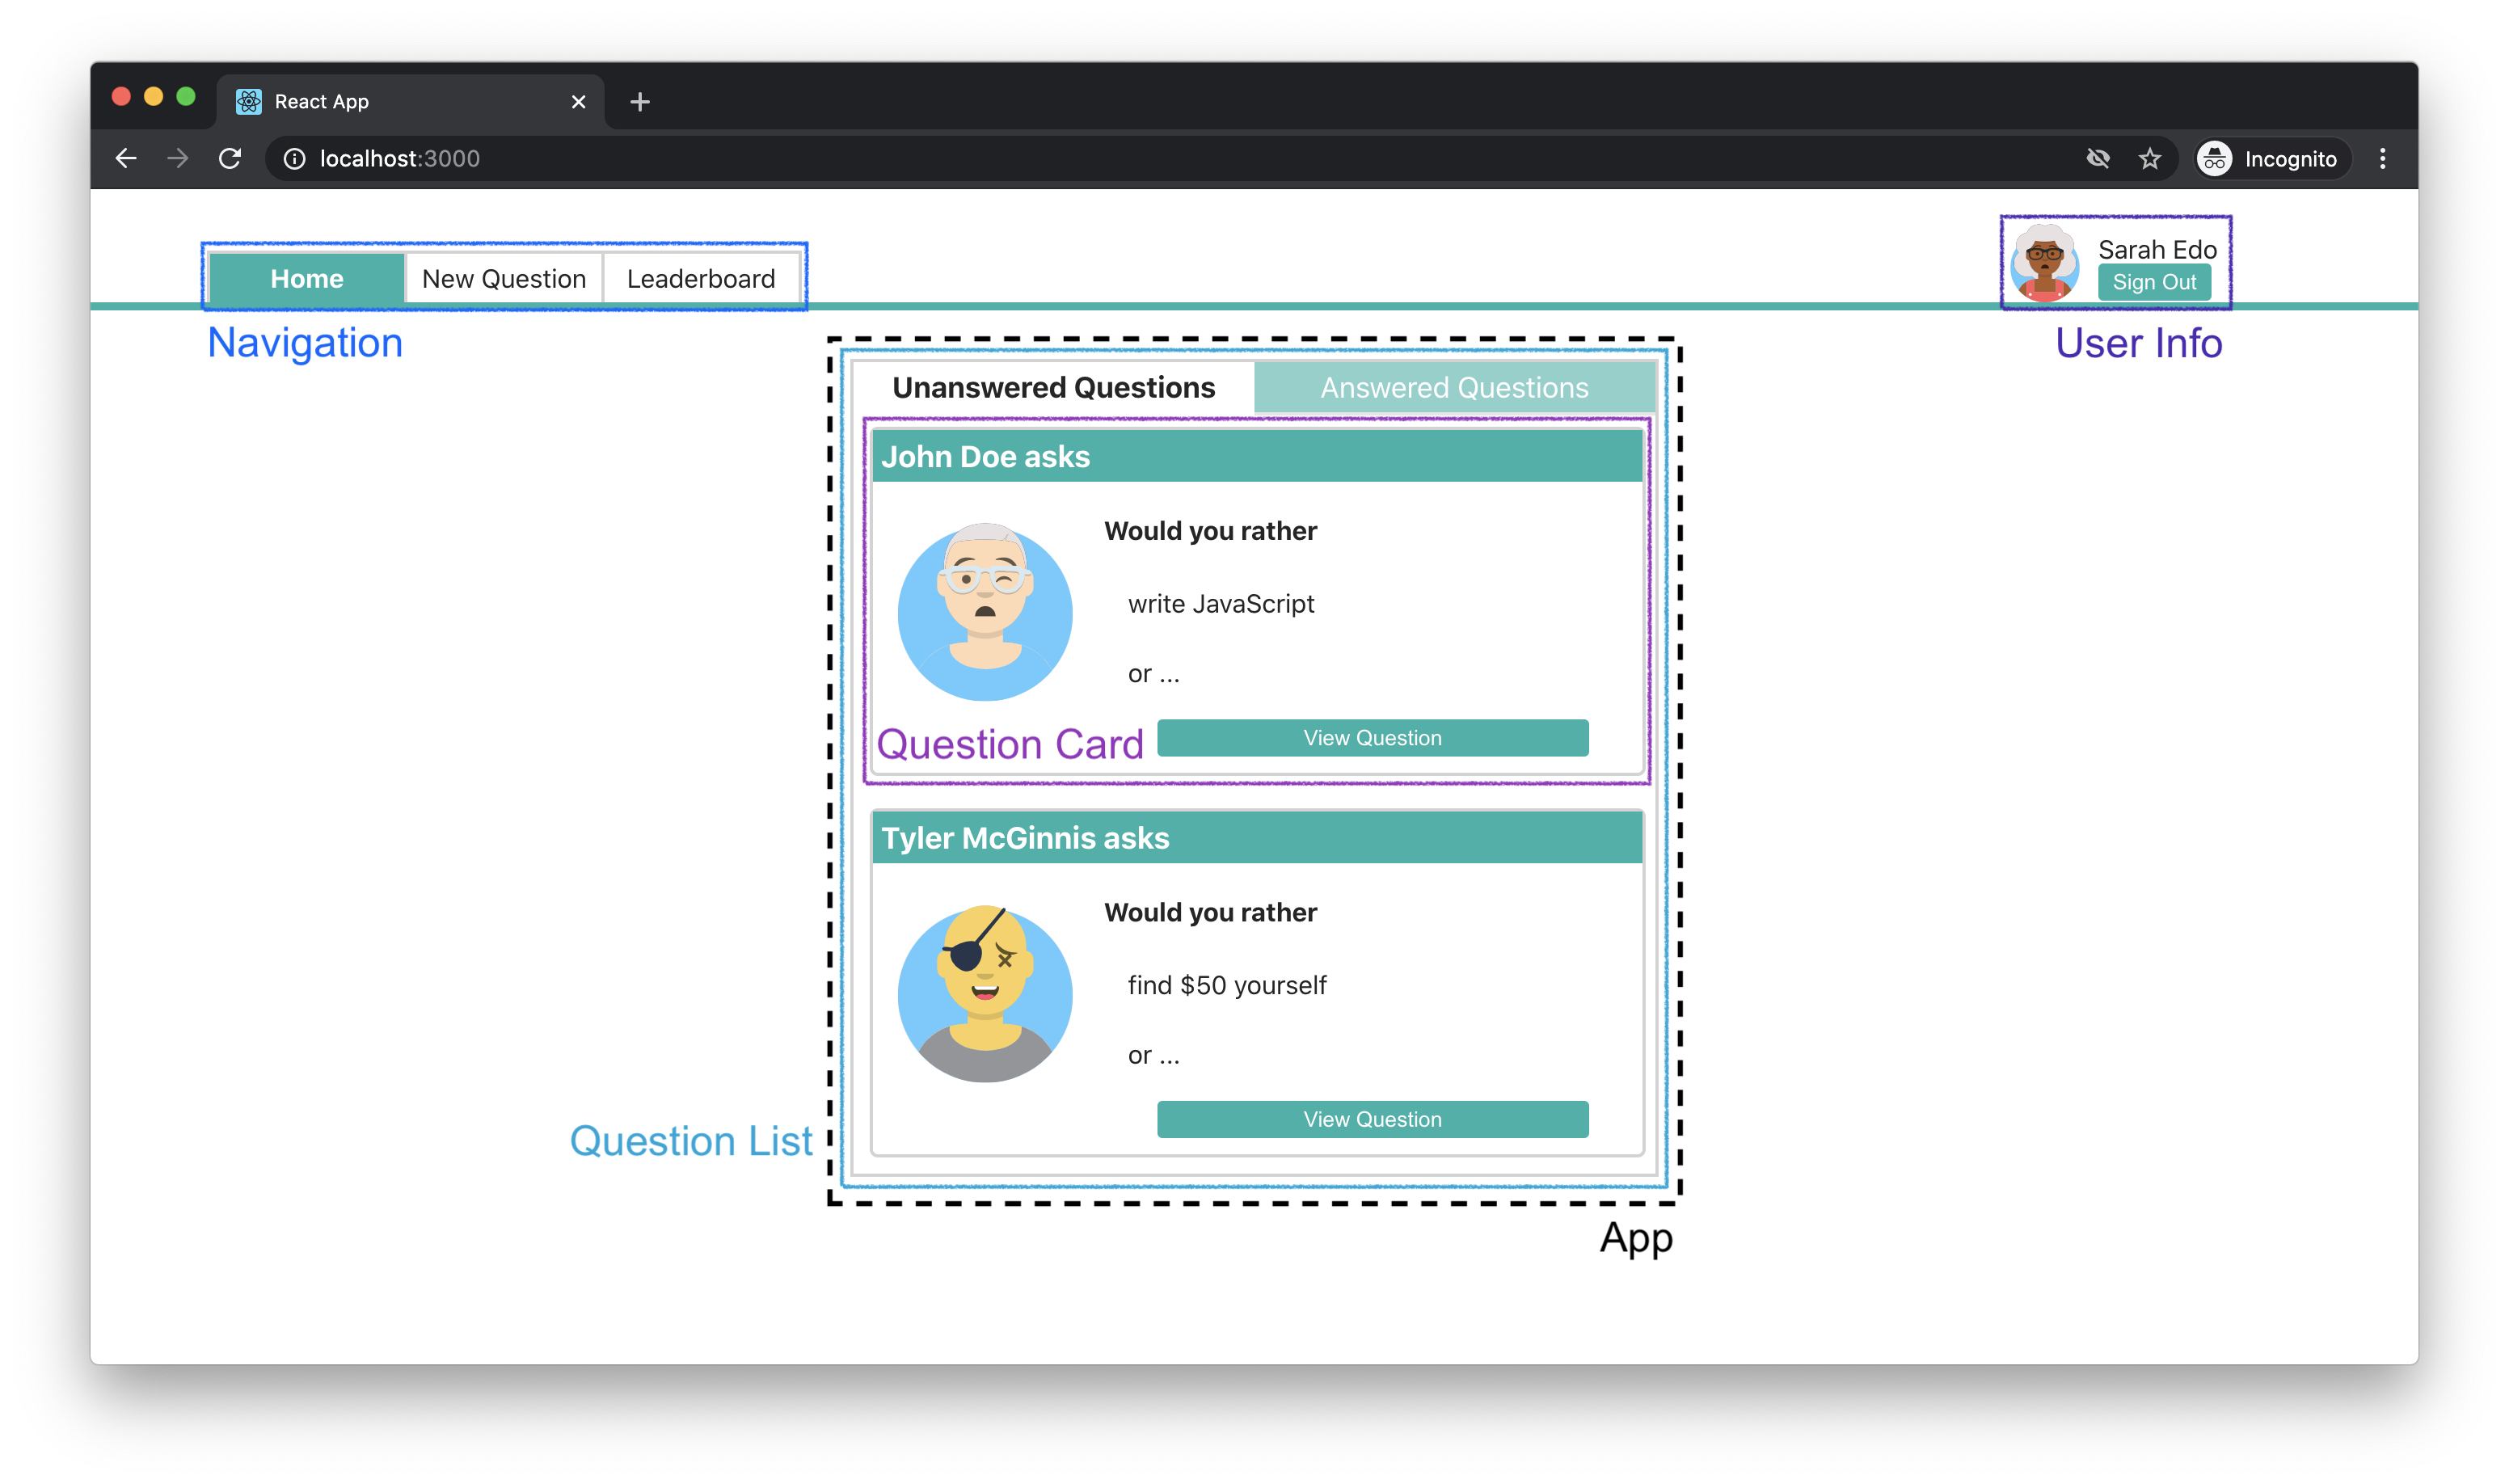 React App
localhost:3000
Incognito
Home
New Question
Leaderboard
Sarah Edo
Sign Out
Navigation
User Info
Unanswered Questions
Answered Questions
John Doe asks
Would you rather
write JavaScript
or ...
Question Card
View Question
Tyler McGinnis asks
Would you rather
find $50 yourself
or ...
View Question
Question List
App